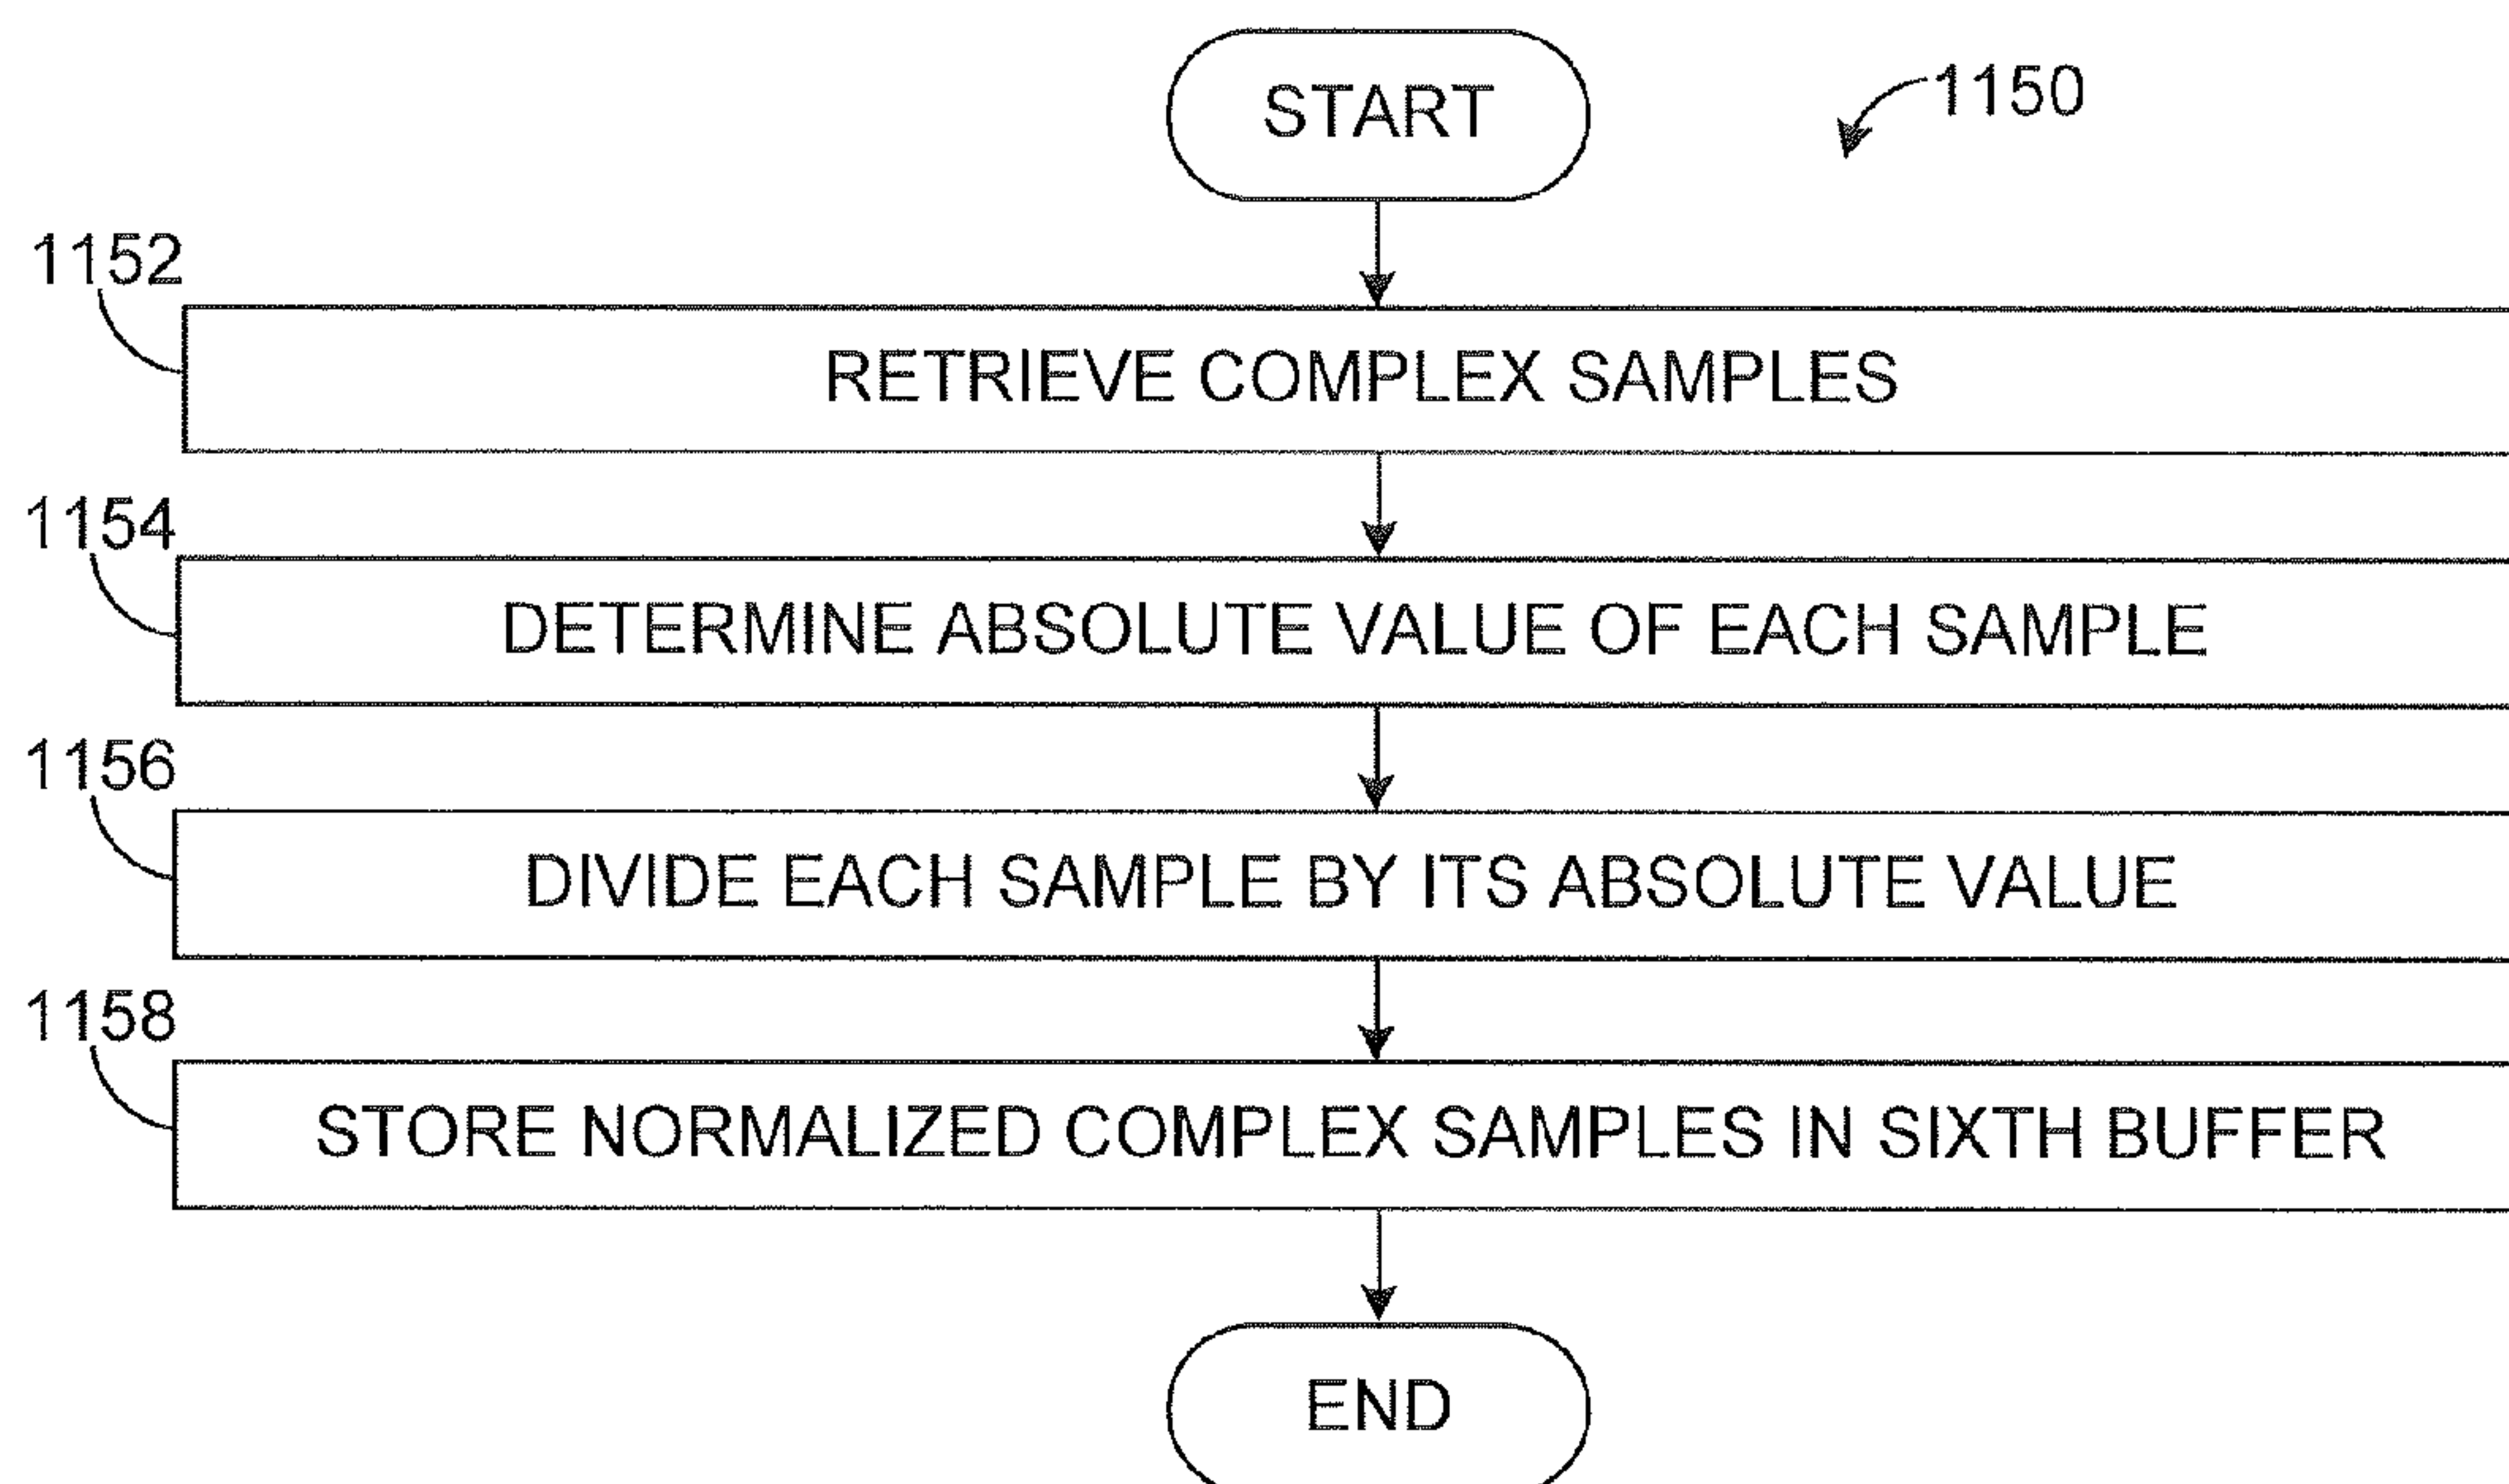 START
1150
1152
RETRIEVE COMPLEX SAMPLES
1154
DETERMINE ABSOLUTE VALUE OF EACH SAMPLE
1156
DIVIDE EACH SAMPLE BY ITS ABSOLUTE VALUE
1158
STORE NORMALIZED COMPLEX SAMPLES IN SIXTH BUFFER
END